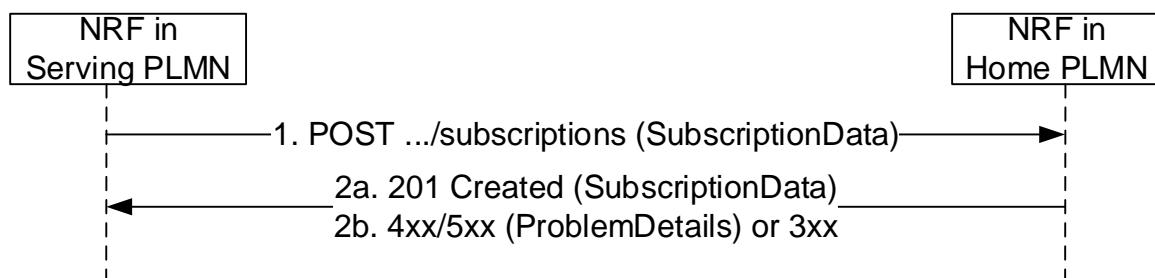 NRF in
Serving PLMN
NRF in
Home PLMN
1. POST .../subscriptions (SubscriptionData)
2a. 201 Created (SubscriptionData)
2b. 4xx/5xx (ProblemDetails) or 3xx